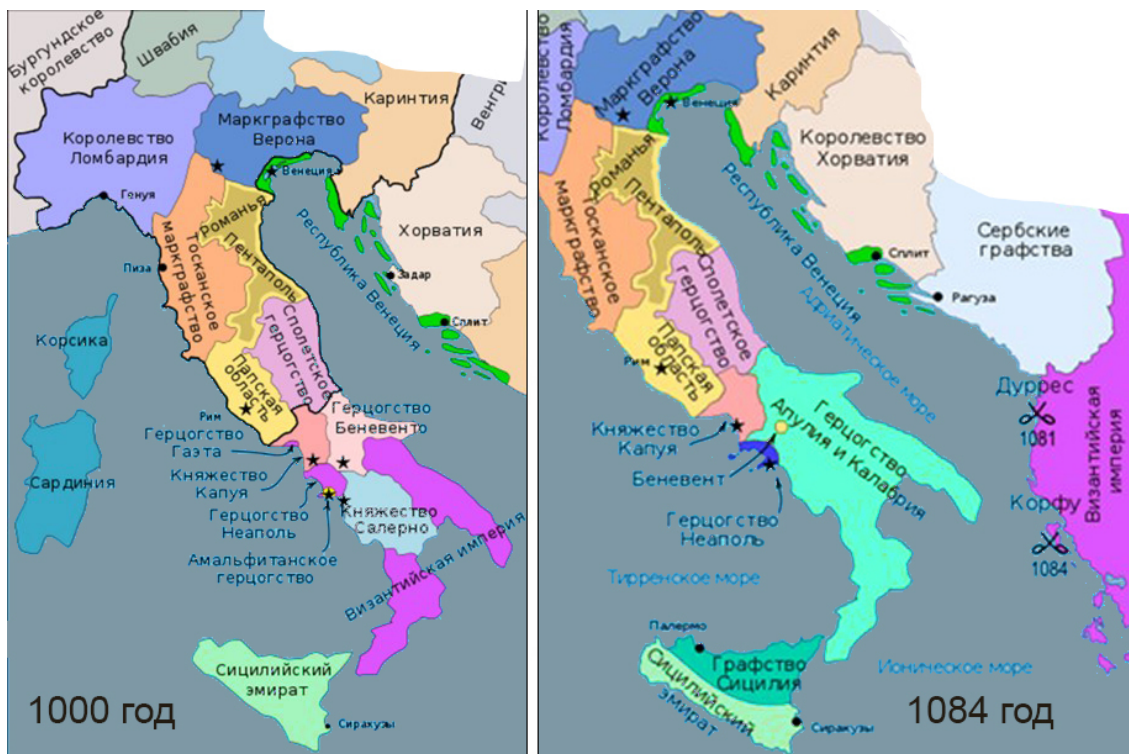 Бургундское
королевство
Швабия
Каринтия
Венгри
Королевство
Ломбардия
Маркграфство
Верона
Генуя
Венеция
Романья
Пентаполь
Тосканское
маркграфство
Хорватия
Республика Венеция
Пиза
Задар
Сплит
Корсика
Сполетское
герцогство
Папская
область
Рим
Герцогство
Беневенто
Герцогство
Гаэта
Княжество
Капуя
Сардиния
Герцогство
Неаполь
Княжество
Салерно
Амальфитанское
герцогство
Византийская империя
Сицилийский
эмират
Сиракузы
1000 год
Королевство
Ломбардия
Маркграфство
Верона
Каринтия
Венеция
Королевство
Хорватия
Романья
Пентаполь
Тосканское
маркграфство
Республика Венеция
Сербские
графства
Сплит
Рагуза
Адриатическое море
Сполетское
герцогство
Папская
область
Рим
Дуррес
1081
Герцогство
Апулия и Калабрия
Княжество
Капуя
Беневент
Византийская
империя
Корфу
1084
Герцогство
Неаполь
Тирренское море
Палермо
Графство
Сицилия
Ионическое море
Сицилийский
эмират
Сиракузы
1084 год